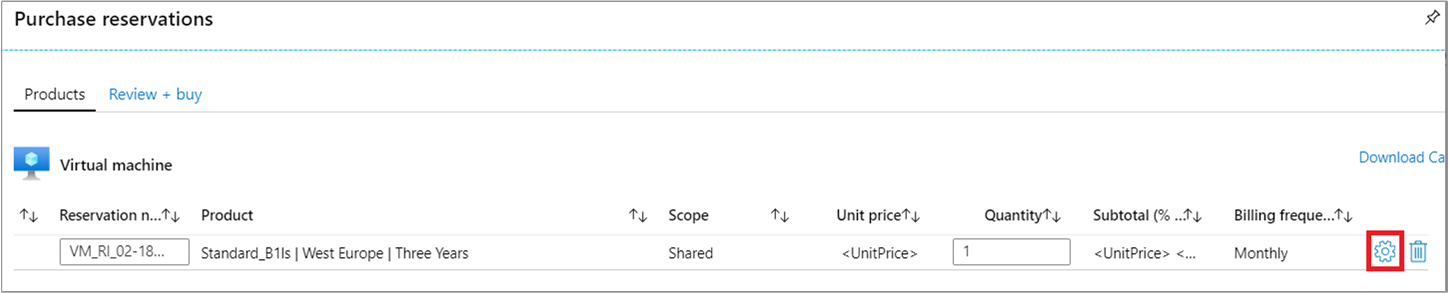 Purchase reservations
Products Review + buy
Virtual machine
Download Ca
↑↓ Reservation n...↑↓ Product ↑↓ Scope ↑↓ Unit price↑↓ Quantity↑↓ Subtotal (% ...↑↓ Billing freque...↑↓
VM_RI_02-18... Standard_B1ls | West Europe | Three Years Shared <UnitPrice> 1 <UnitPrice> <... Monthly